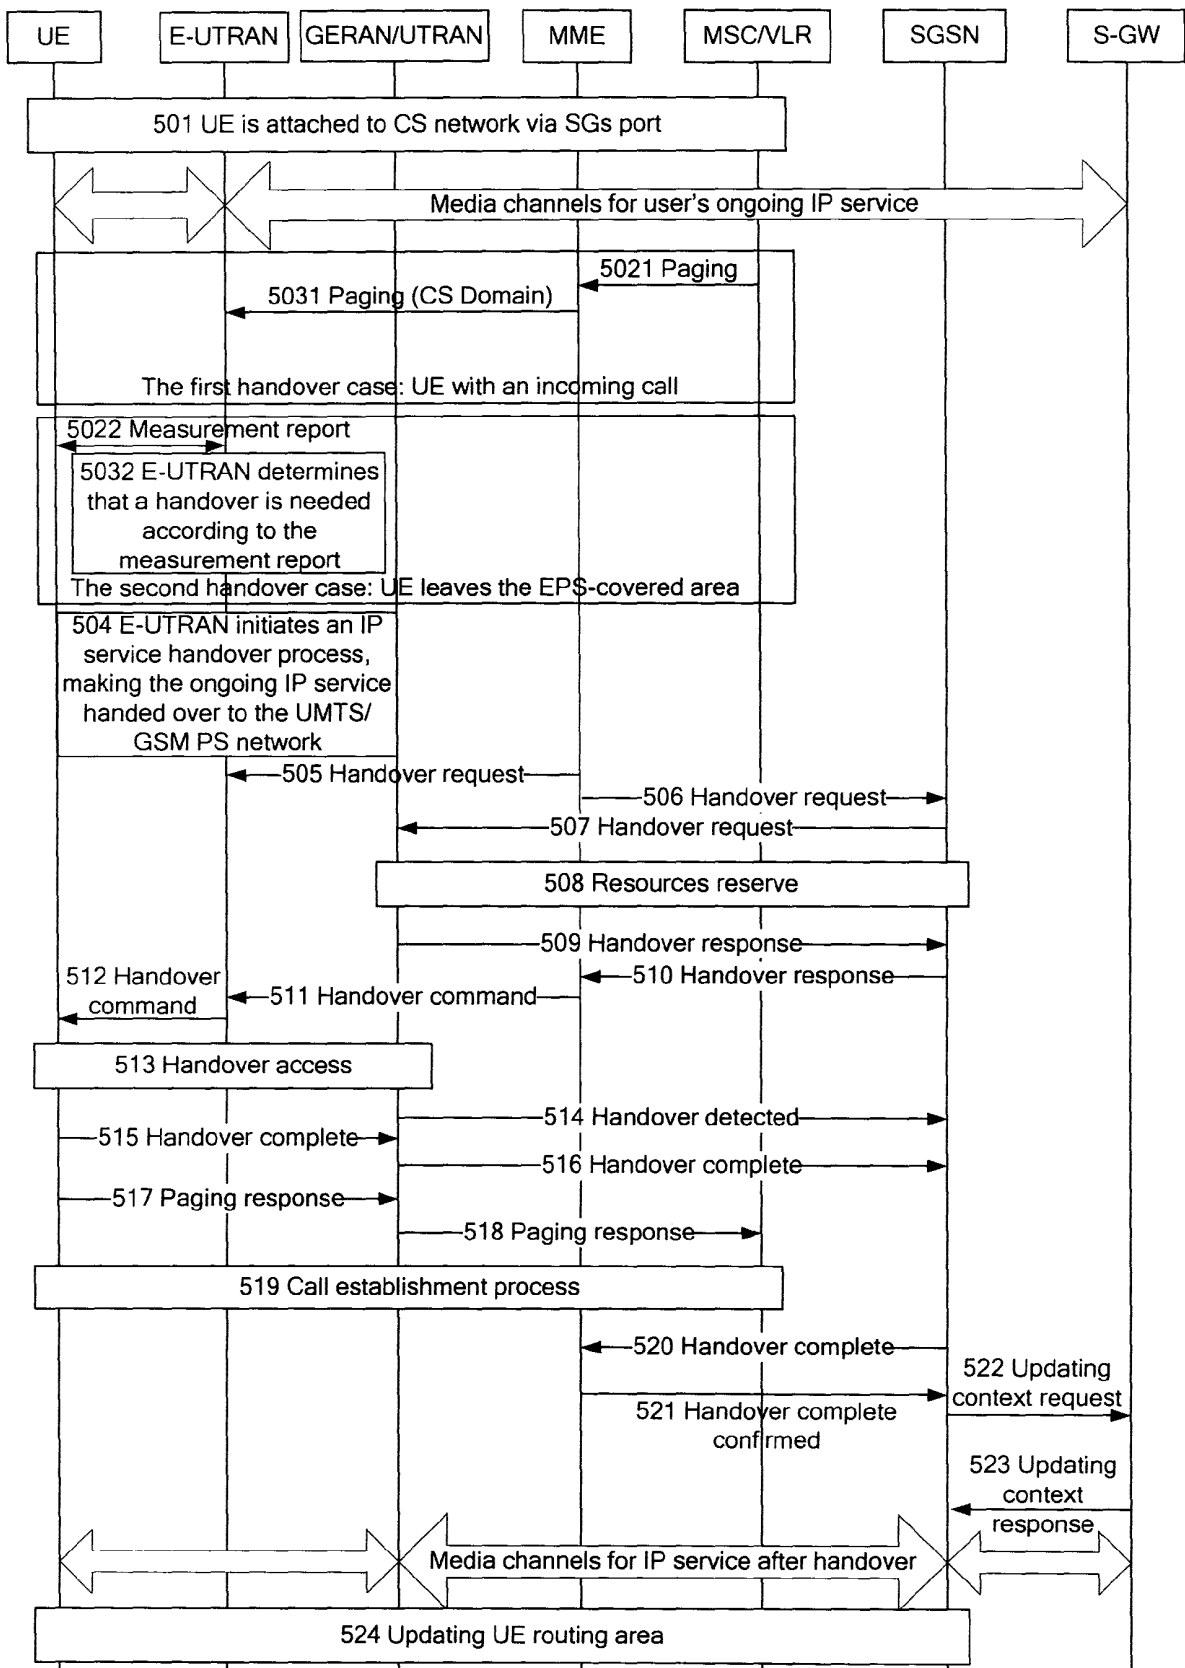 UE
E-UTRAN
GERAN/UTRAN
MME
MSC/VLR
SGSN
S-GW
501 UE is attached to CS network via SGs port
Media channels for user's ongoing IP service
5021 Paging
5031 Paging (CS Domain)
The first handover case: UE with an incoming call
5022 Measurement report
5032 E-UTRAN determines
that a handover is needed
according to the
measurement report
The second handover case: UE leaves the EPS-covered area
504 E-UTRAN initiates an IP
service handover process,
making the ongoing IP service
handed over to the UMTS/
GSM PS network
505 Handover request
506 Handover request
507 Handover request
508 Resources reserve
509 Handover response
510 Handover response
511 Handover command
512 Handover
command
513 Handover access
514 Handover detected
515 Handover complete
516 Handover complete
517 Paging response
518 Paging response
519 Call establishment process
520 Handover complete
521 Handover complete
confirmed
522 Updating
context request
523 Updating
context
response
Media channels for IP service after handover
524 Updating UE routing area